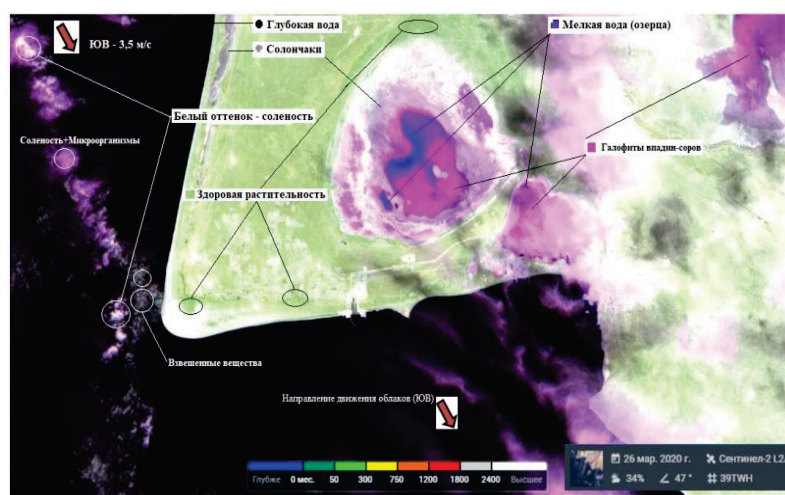 ЮВ - 3,5 м/с
Глубокая вода
Солончаки
Мелкая вода (озерца)
Белый оттенок - соленость
Соленость+Микроорганизмы
Галофиты впадин-соров
Здоровая растительность
Взвешенные вещества
Направление движения облаков (ЮВ)
Глубже 0 мес. 50 300 750 1200 1800 2400 Высшее
26 мар. 2020 г. Сентинел-2 L2A
34% 47 ° 39TWH